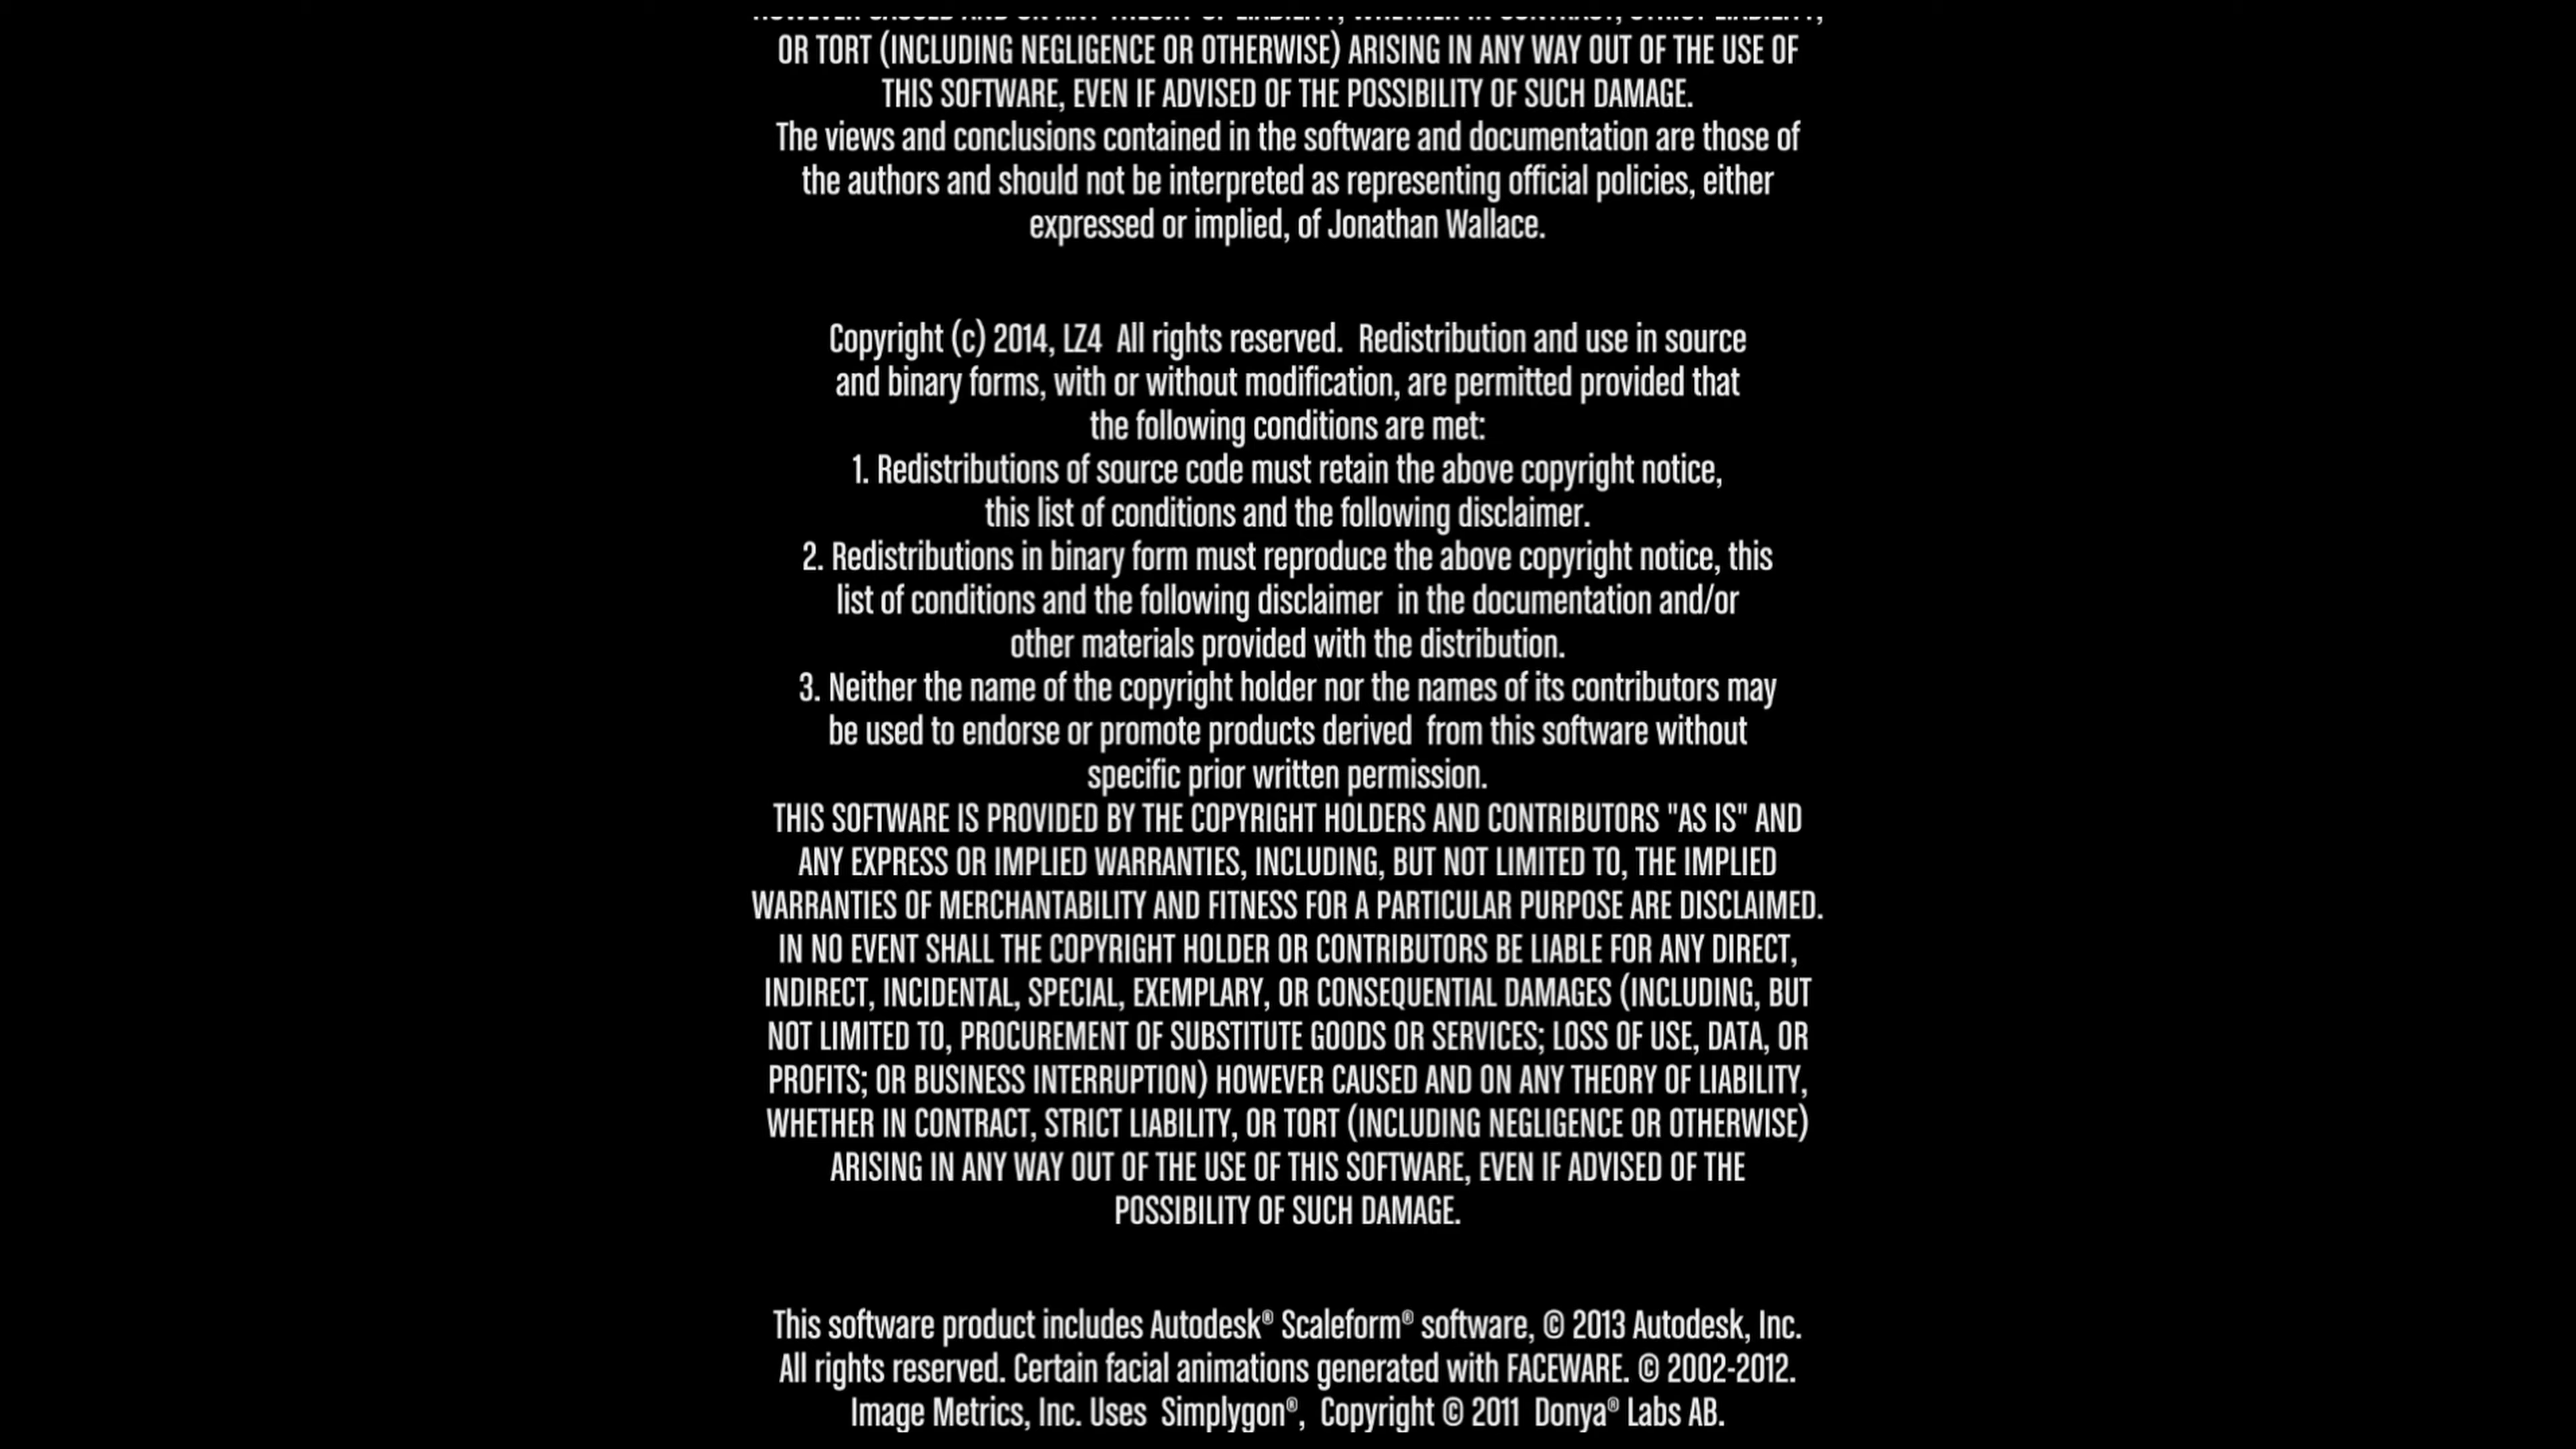 HOWEVER CAUSED AND ON ANY THEORY OF LIABILITY, WHETHER IN CONTRACT, STRICT LIABILITY,
OR TORT (INCLUDING NEGLIGENCE OR OTHERWISE) ARISING IN ANY WAY OUT OF THE USE OF
THIS SOFTWARE, EVEN IF ADVISED OF THE POSSIBILITY OF SUCH DAMAGE.
The views and conclusions contained in the software and documentation are those of
the authors and should not be interpreted as representing official policies, either
expressed or implied, of Jonathan Wallace.
Copyright (c) 2014, LZ4  All rights reserved.  Redistribution and use in source
and binary forms, with or without modification, are permitted provided that
the following conditions are met:
1. Redistributions of source code must retain the above copyright notice,
this list of conditions and the following disclaimer.
2. Redistributions in binary form must reproduce the above copyright notice, this
list of conditions and the following disclaimer  in the documentation and/or
other materials provided with the distribution.
3. Neither the name of the copyright holder nor the names of its contributors may
be used to endorse or promote products derived  from this software without
specific prior written permission.
THIS SOFTWARE IS PROVIDED BY THE COPYRIGHT HOLDERS AND CONTRIBUTORS "AS IS" AND
ANY EXPRESS OR IMPLIED WARRANTIES, INCLUDING, BUT NOT LIMITED TO, THE IMPLIED
WARRANTIES OF MERCHANTABILITY AND FITNESS FOR A PARTICULAR PURPOSE ARE DISCLAIMED.
IN NO EVENT SHALL THE COPYRIGHT HOLDER OR CONTRIBUTORS BE LIABLE FOR ANY DIRECT,
INDIRECT, INCIDENTAL, SPECIAL, EXEMPLARY, OR CONSEQUENTIAL DAMAGES (INCLUDING, BUT
NOT LIMITED TO, PROCUREMENT OF SUBSTITUTE GOODS OR SERVICES; LOSS OF USE, DATA, OR
PROFITS; OR BUSINESS INTERRUPTION) HOWEVER CAUSED AND ON ANY THEORY OF LIABILITY,
WHETHER IN CONTRACT, STRICT LIABILITY, OR TORT (INCLUDING NEGLIGENCE OR OTHERWISE)
ARISING IN ANY WAY OUT OF THE USE OF THIS SOFTWARE, EVEN IF ADVISED OF THE
POSSIBILITY OF SUCH DAMAGE.
This software product includes Autodesk® Scaleform® software, © 2013 Autodesk, Inc.
All rights reserved. Certain facial animations generated with FACEWARE. © 2002-2012.
Image Metrics, Inc. Uses  Simplygon®,  Copyright © 2011  Donya® Labs AB.